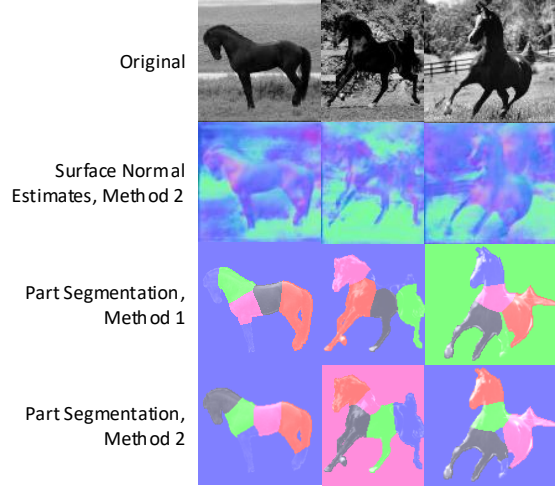 Original
Surface Normal
Estimates, Method 2
Part Segmentation,
Method 1
Part Segmentation,
Method 2